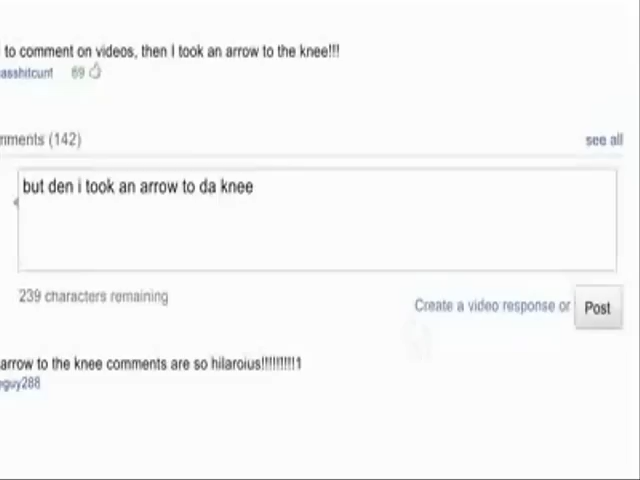 to comment on videos, then I took an arrow to the knee!!!
asshitcunt 69
mments (142) see all
but den i took an arrow to da knee
239 characters remaining
Create a video response or Post
arrow to the knee comments are so hilaroius!!!!!!!!!!1
guy288